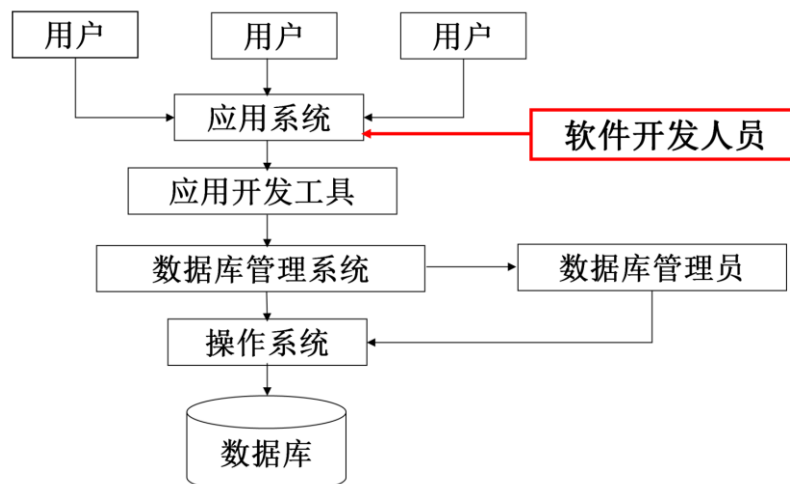 用户
用户
用户
应用系统
软件开发人员
应用开发工具
数据库管理系统
数据库管理员
操作系统
数据库